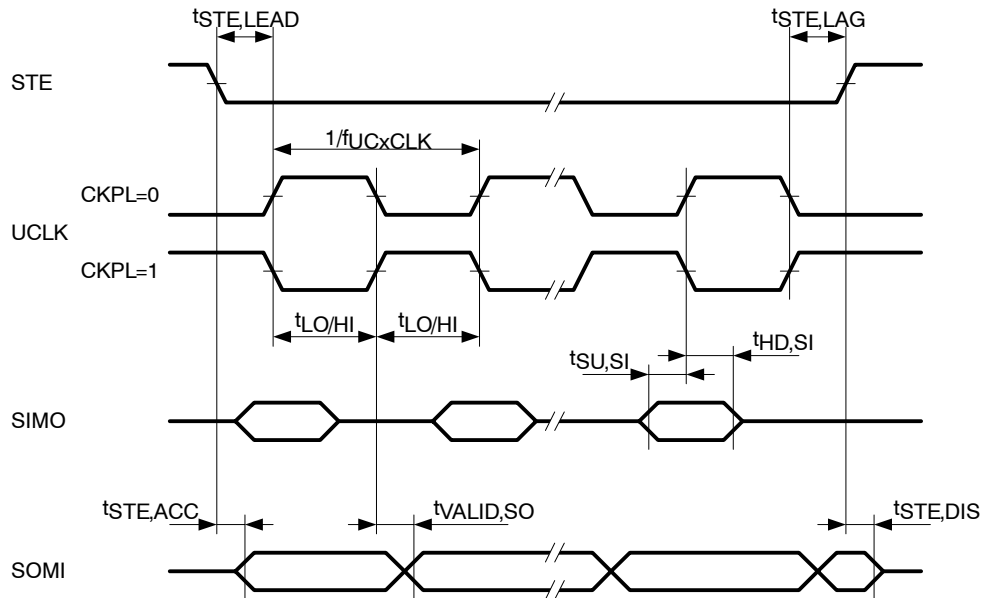 tSTE,LEAD
tSTE,LAG
STE
1/fUCxCLK
CKPL=0
UCLK
CKPL=1
tLO/HI
tLO/HI
tSU,SI
tHD,SI
SIMO
tSTE,ACC
tVALID,SO
tSTE,DIS
SOMI